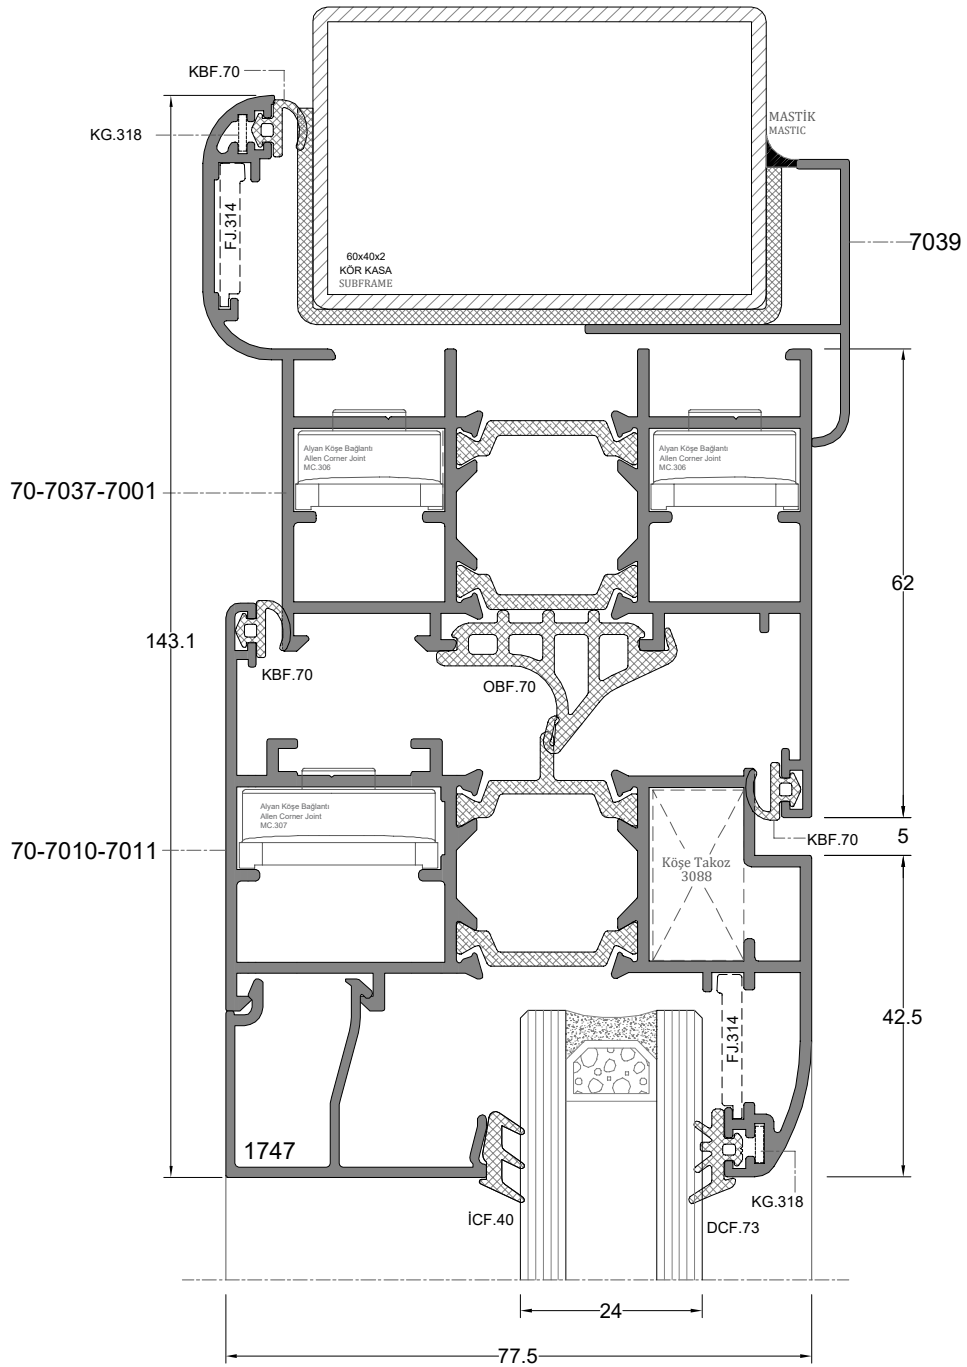 KBF.70
MASTİK
MASTIC
KG.318
FJ.314
7039
60x40x2
KÖR KASA
SUBFRAME
Alyan Köşe Bağlantı
Allen Corner Joint
MC.306
Alyan Köşe Bağlantı
Allen Corner Joint
MC.306
70-7037-7001
62
143.1
KBF.70
OBF.70
Alyan Köşe Bağlantı
Allen Corner Joint
MC.307
70-7010-7011
KBF.70
5
Köşe Takoz
3088
42.5
FJ.314
1747
KG.318
İCF.40
DCF.73
24
77.5